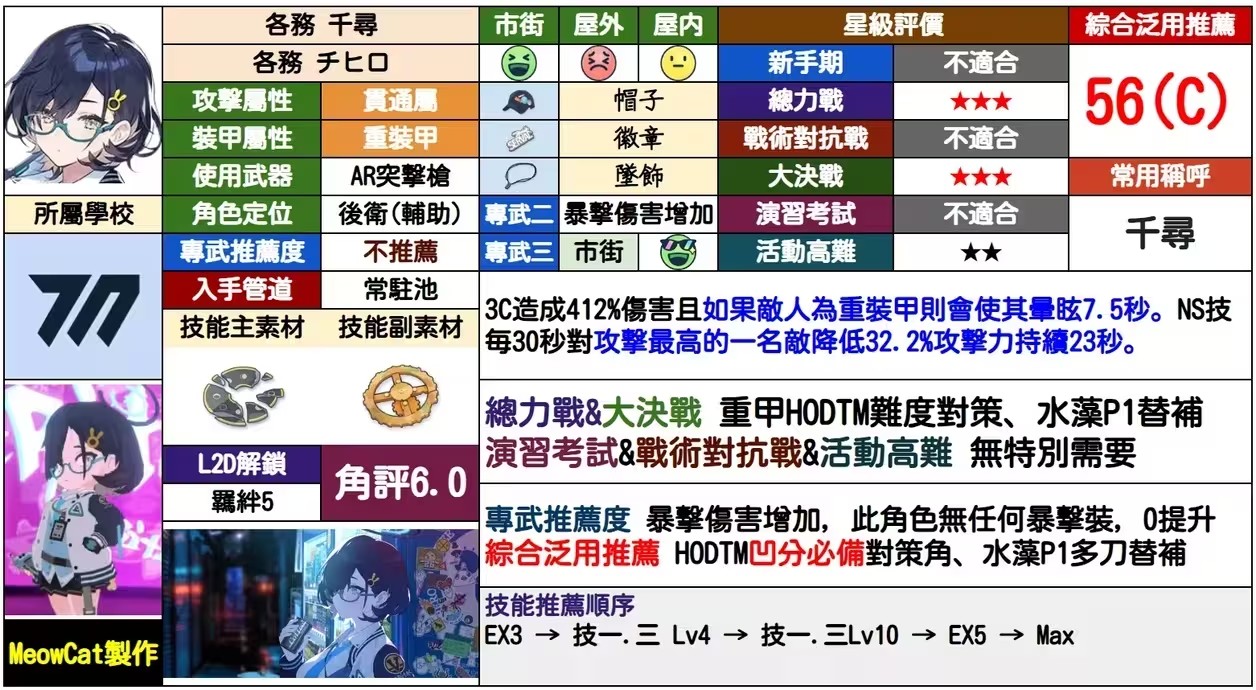 各務 千尋
各務 チヒロ
攻擊屬性 貫通屬
裝甲屬性 重裝甲
使用武器 AR突擊槍
所屬學校
角色定位 後衛(輔助)
專武推薦度 不推薦
入手管道 常駐池
技能主素材 技能副素材
L2D解鎖
羈絆5
角評6.0
MeowCat製作
市街 屋外 屋內
帽子
徽章
墜飾
專武二 暴擊傷害增加
專武三 市街
星級評價
新手期 不適合
總力戰 ★★★
戰術對抗戰 不適合
大決戰 ★★★
演習考試 不適合
活動高難 ★★
綜合泛用推薦
56(C)
常用稱呼
千尋
3C造成412%傷害且如果敵人為重裝甲則會使其暈眩7.5秒。NS技
每30秒對攻擊最高的一名敵降低32.2%攻擊力持續23秒。
總力戰&大決戰 重甲HODTM難度對策、水藻P1替補
演習考試&戰術對抗戰&活動高難 無特別需要
專武推薦度 暴擊傷害增加, 此角色無任何暴擊裝, 0提升
綜合泛用推薦 HODTM凹分必備對策角、水藻P1多刀替補
技能推薦順序
EX3 → 技一.三 Lv4 → 技一.三Lv10 → EX5 → Max